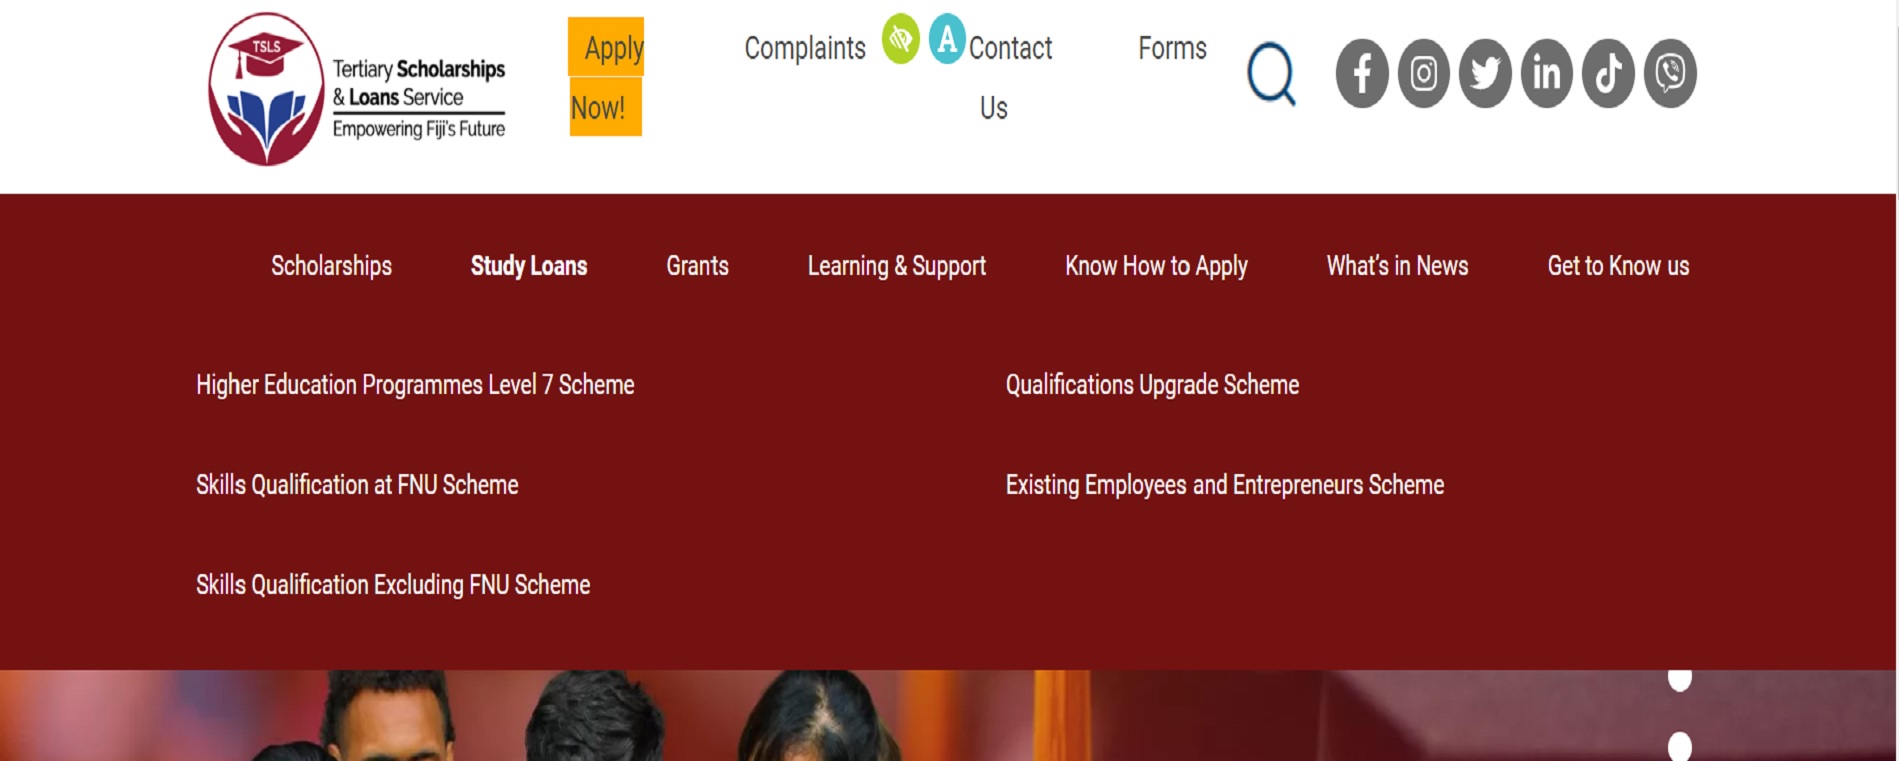 TSLS
Tertiary Scholarships
& Loans Service
Empowering Fiji's Future
Apply
Now!
Complaints
A
Contact
Us
Forms
Scholarships
Study Loans
Grants
Learning & Support
Know How to Apply
What's in News
Get to Know us
Higher Education Programmes Level 7 Scheme
Qualifications Upgrade Scheme
Skills Qualification at FNU Scheme
Existing Employees and Entrepreneurs Scheme
Skills Qualification Excluding FNU Scheme